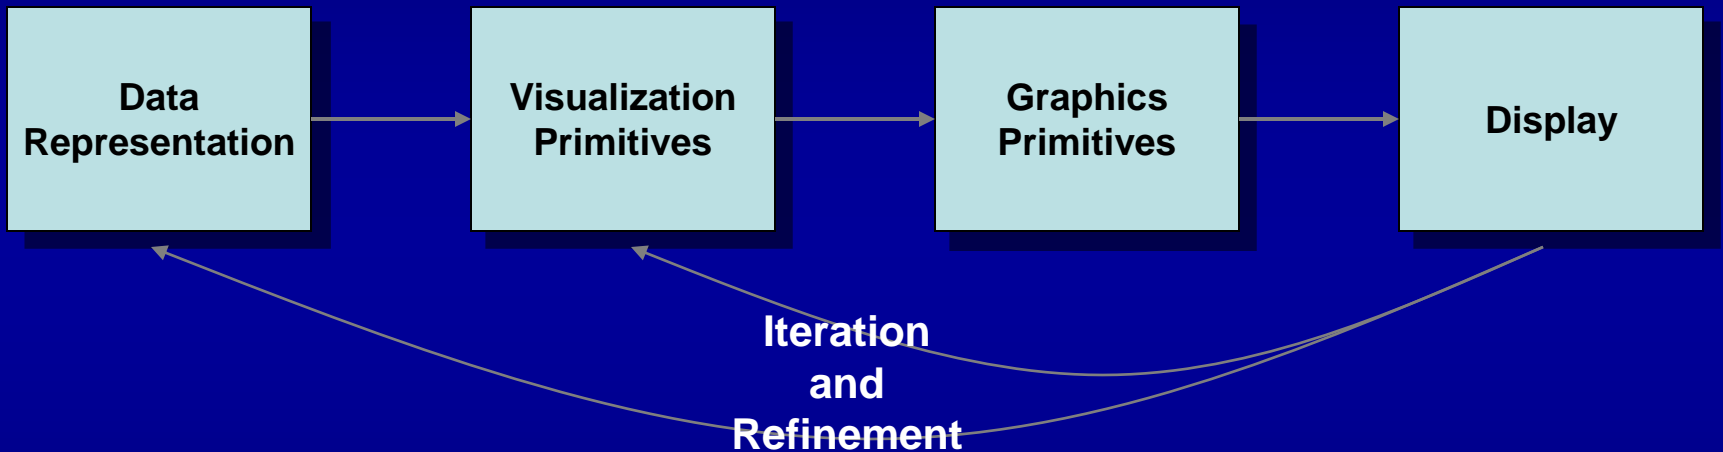 Data
Representation
Visualization
Primitives
Graphics
Primitives
Display
Iteration
and
Refinement